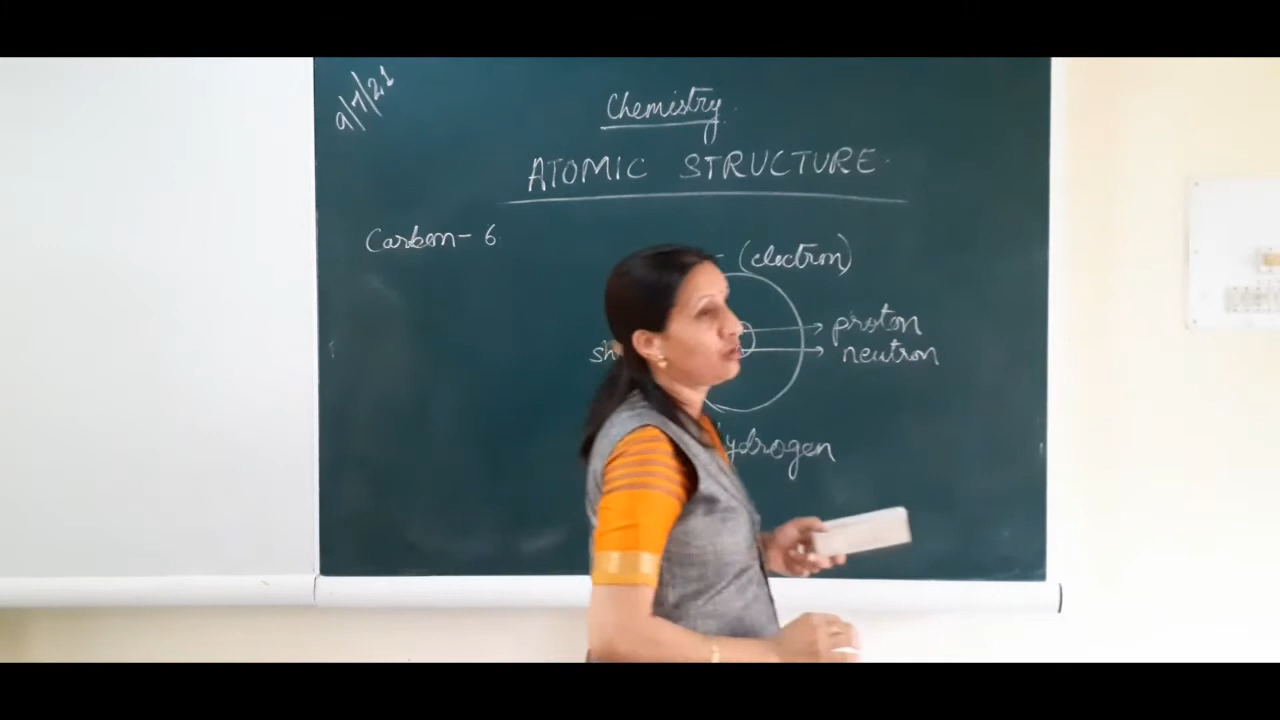 9/7/21
Chemistry
ATOMIC STRUCTURE
Carbon - 6
- (electron)
proton
neutron
sh
ydrogen